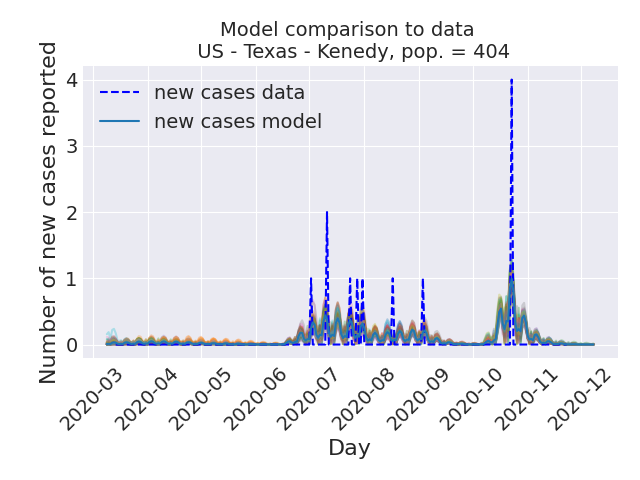 Model comparison to data
US - Texas - Kenedy, pop. = 404
new cases data
new cases model
Number of new cases reported
4
3
2
1
0
2020-03
2020-04
2020-05
2020-06
2020-07
2020-08
2020-09
2020-10
2020-11
2020-12
Day